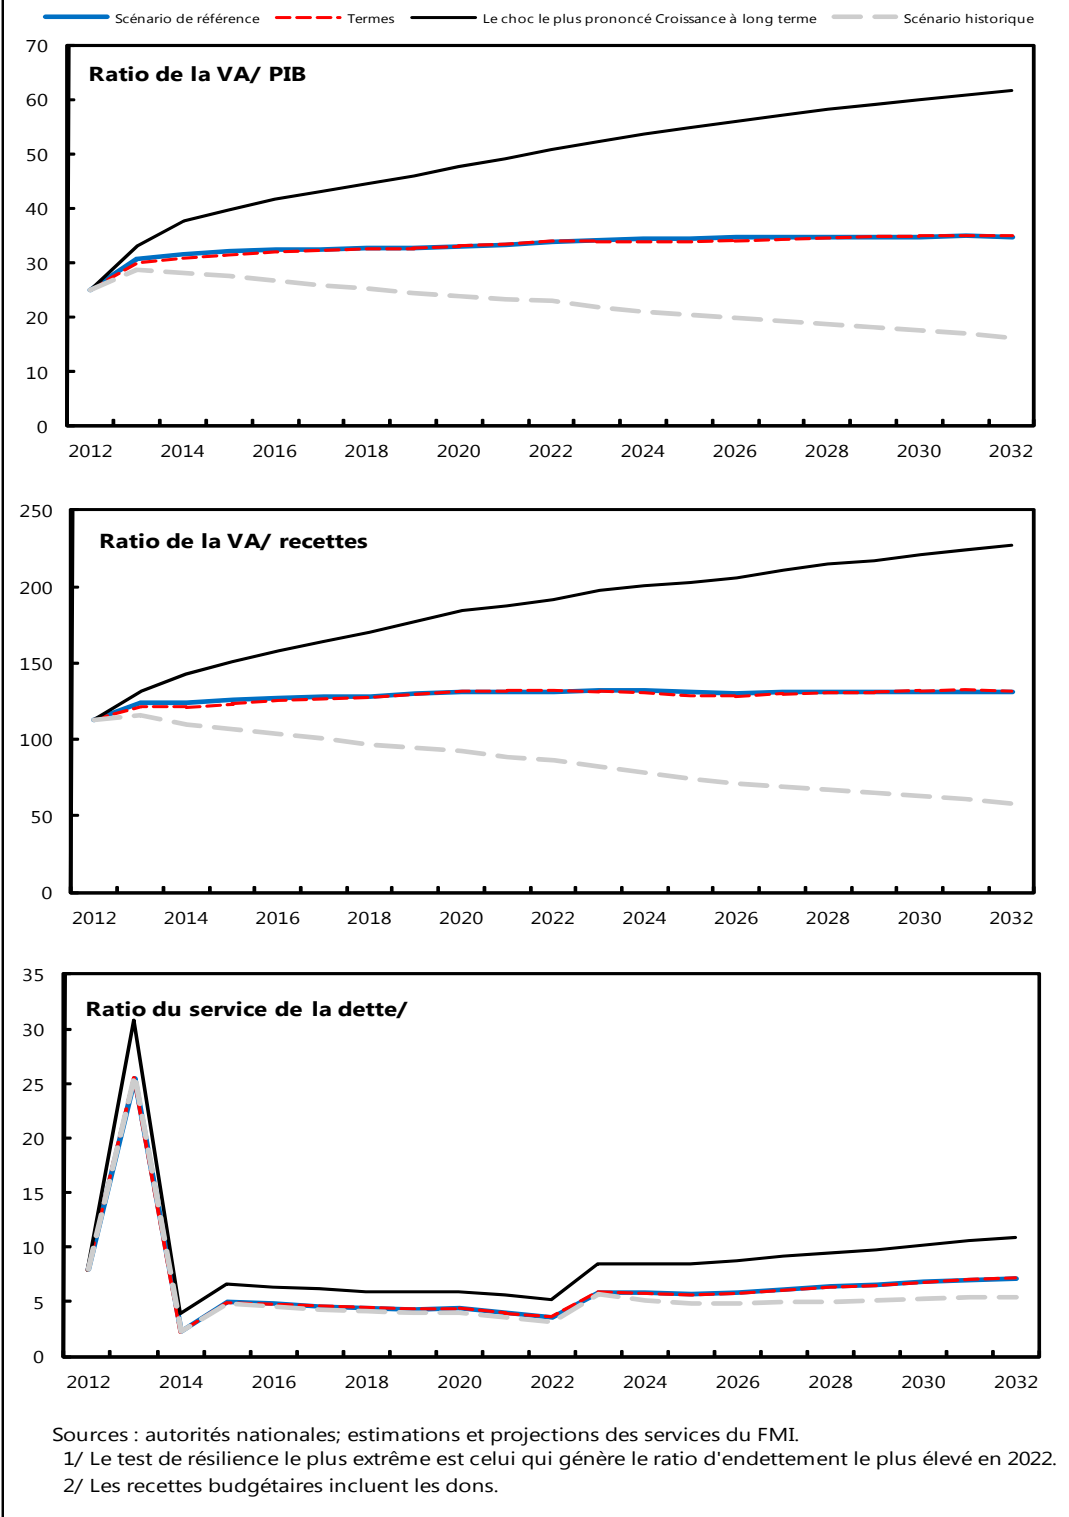 Scénario de référence Termes Le choc le plus prononcé Croissance à long terme Scénario historique
70
Ratio de la VA/ PIB
60
50
40
30
20
10
0
2012 2014 2016 2018 2020 2022 2024 2026 2028 2030 2032
250
Ratio de la VA/ recettes
200
150
100
50
0
2012 2014 2016 2018 2020 2022 2024 2026 2028 2030 2032
35
Ratio du service de la dette/
30
25
20
15
10
5
0
2012 2014 2016 2018 2020 2022 2024 2026 2028 2030 2032
Sources : autorités nationales; estimations et projections des services du FMI.
1/ Le test de résilience le plus extrême est celui qui génère le ratio d'endettement le plus élevé en 2022.
2/ Les recettes budgétaires incluent les dons.